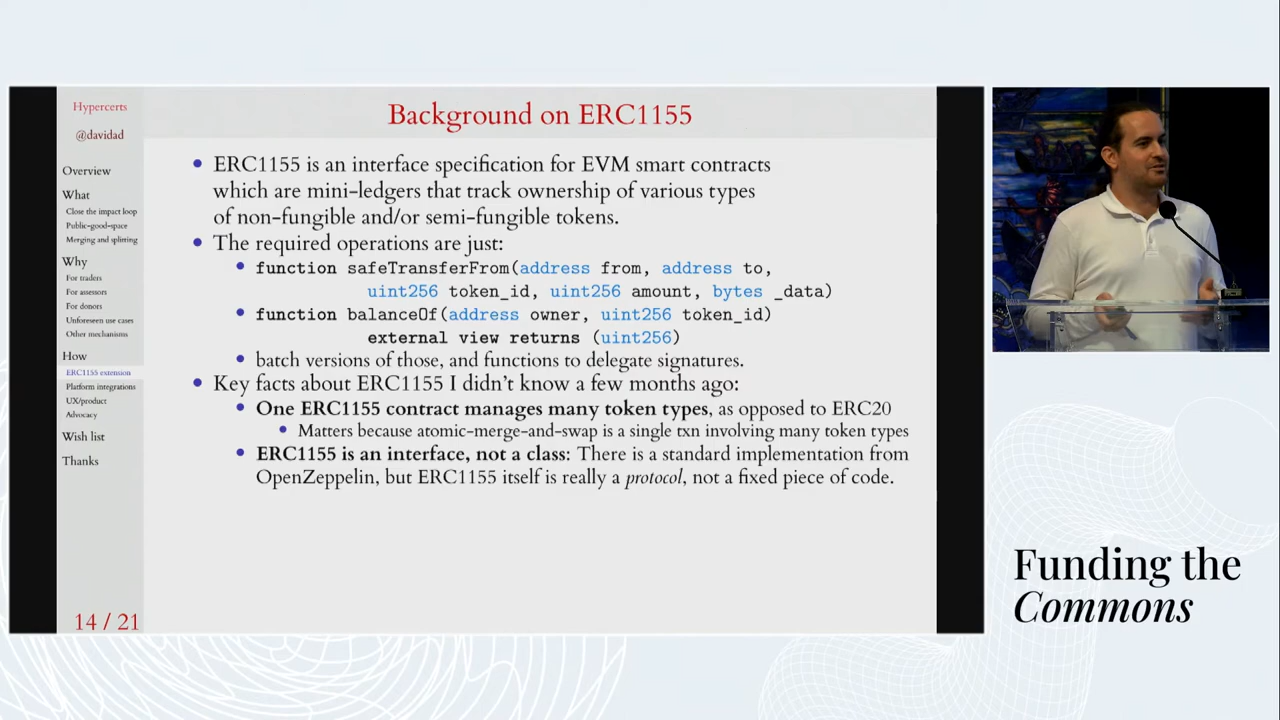 Hypercerts
@davidad
Overview
What
Close the impact loop
Public-good-space
Merging and splitting
Why
For traders
For assessors
For donors
Unforeseen use cases
Other mechanisms
How
ERC1155 extension
Platform integrations
UX/product
Advocacy
Wish list
Thanks
14 / 21
Background on ERC1155
• ERC1155 is an interface specification for EVM smart contracts
which are mini-ledgers that track ownership of various types
of non-fungible and/or semi-fungible tokens.
• The required operations are just:
• function safeTransferFrom(address from, address to,
uint256 token_id, uint256 amount, bytes _data)
• function balanceOf(address owner, uint256 token_id)
external view returns (uint256)
• batch versions of those, and functions to delegate signatures.
• Key facts about ERC1155 I didn't know a few months ago:
• One ERC1155 contract manages many token types, as opposed to ERC20
• Matters because atomic-merge-and-swap is a single txn involving many token types
• ERC1155 is an interface, not a class: There is a standard implementation from
OpenZeppelin, but ERC1155 itself is really a protocol, not a fixed piece of code.
Funding the
Commons